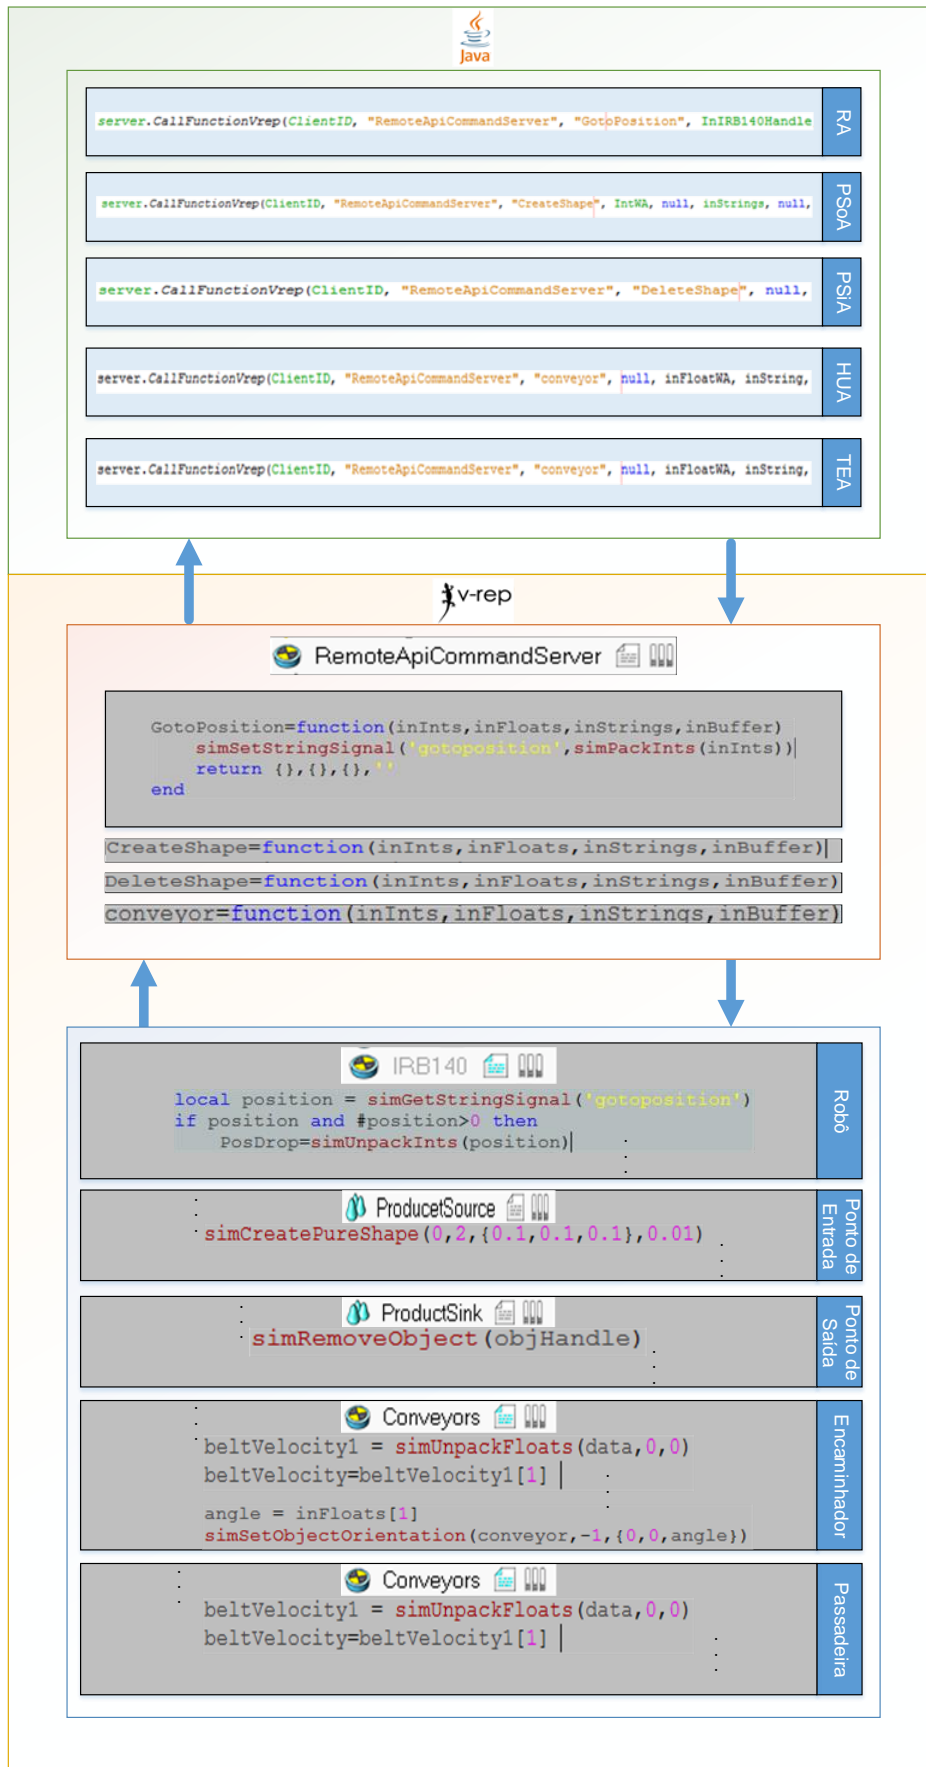 Java
server.CallFunctionVrep(ClientID, "RemoteApiCommandServer", "GotoPosition", InIRB140Handle
RA
server.CallFunctionVrep(ClientID, "RemoteApiCommandServer", "CreateShape", IntWA, null, inStrings, null,
PSoA
server.CallFunctionVrep(ClientID, "RemoteApiCommandServer", "DeleteShape", null,
PSiA
server.CallFunctionVrep(ClientID, "RemoteApiCommandServer", "conveyor", null, inFloatWA, inString,
HUA
server.CallFunctionVrep(ClientID, "RemoteApiCommandServer", "conveyor", null, inFloatWA, inString,
TEA
v-rep
RemoteApiCommandServer
GotoPosition=function(inInts,inFloats,inStrings,inBuffer)
simSetStringSignal('gotoposition',simPackInts(inInts))
return {},{},{},''
end
CreateShape=function(inInts,inFloats,inStrings,inBuffer)
DeleteShape=function(inInts,inFloats,inStrings,inBuffer)
conveyor=function(inInts,inFloats,inStrings,inBuffer)
IRB140
local position = simGetStringSignal('gotoposition')
if position and #position>0 then
PosDrop=simUnpackInts(position)
Robô
ProducetSource
simCreatePureShape(0,2,{0.1,0.1,0.1},0.01)
Ponto de
Entrada
ProductSink
simRemoveObject(objHandle)
Ponto de
Saída
Conveyors
beltVelocity1 = simUnpackFloats(data,0,0)
beltVelocity=beltVelocity1[1]
angle = inFloats[1]
simSetObjectOrientation(conveyor,-1,{0,0,angle})
Encaminhador
Conveyors
beltVelocity1 = simUnpackFloats(data,0,0)
beltVelocity=beltVelocity1[1]
Passadeira